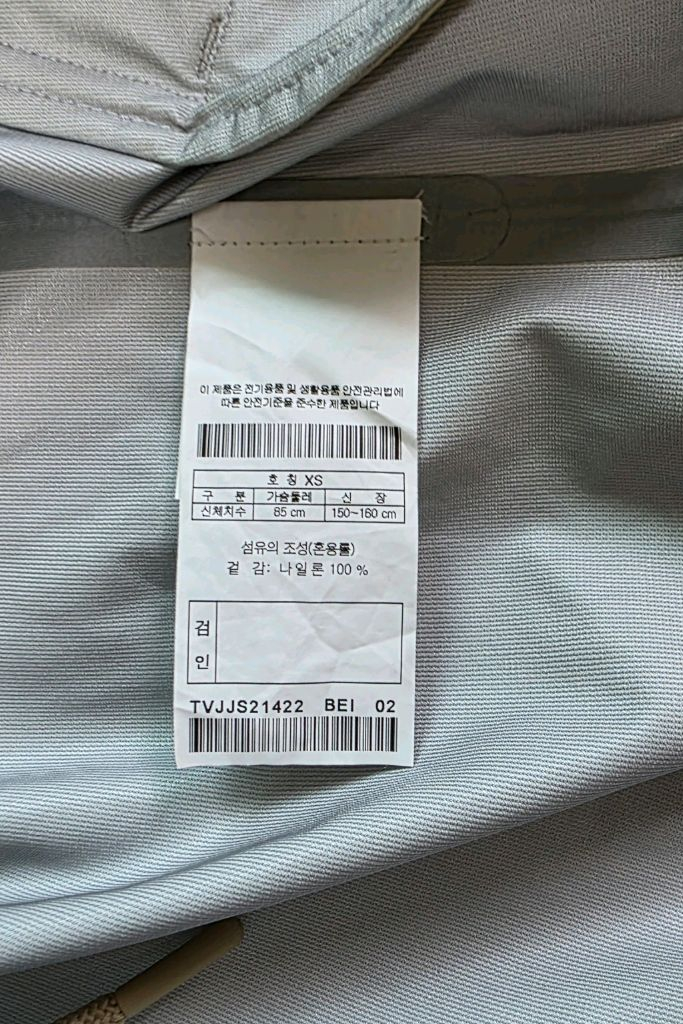 이 제품은 전기용품 및 생활용품 안전관리법에
따른 안전기준을 준수한 제품입니다
호 칭 XS
구 분 가슴둘레 신 장
신체치수 85 cm 150~160 cm
섬유의 조성(혼용률)
겉 감: 나일론 100 %
검
인
TVJJS21422 BEI 02